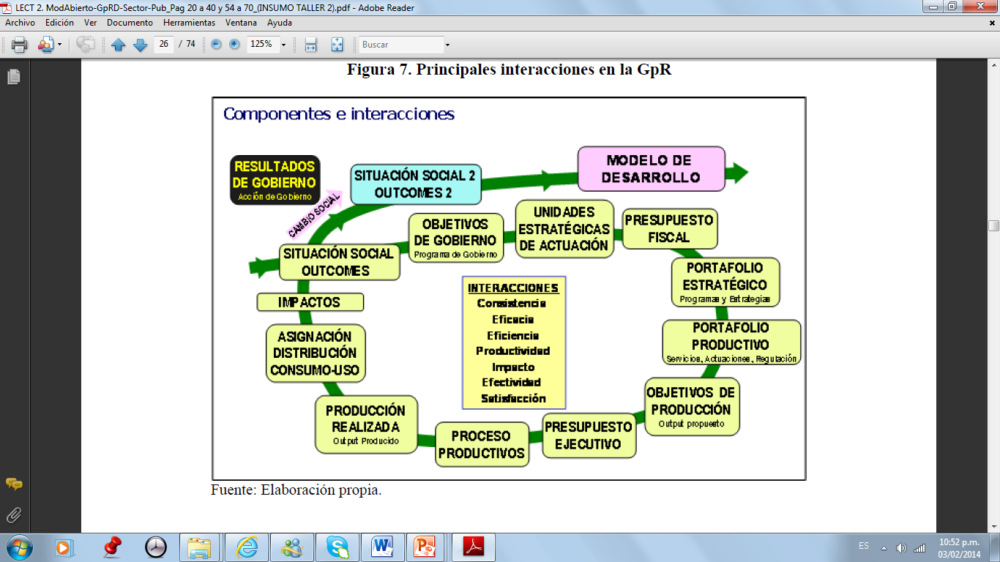 LECT 2. ModAbierto-GpRD-Sector-Pub_Pag 20 a 40 y 54 a 70_(INSUMO TALLER 2).pdf - Adobe Reader
Archivo Edición Ver Documento Herramientas Ventana Ayuda
26 / 74 125% Buscar
Figura 7. Principales interacciones en la GpR
Componentes e interacciones
RESULTADOS
DE GOBIERNO
Acción de Gobierno
CAMBIO SOCIAL
SITUACIÓN SOCIAL 2
OUTCOMES 2
MODELO DE
DESARROLLO
SITUACIÓN SOCIAL
OUTCOMES
OBJETIVOS
DE GOBIERNO
Programa de Gobierno
UNIDADES
ESTRATÉGICAS
DE ACTUACIÓN
PRESUPUESTO
FISCAL
PORTAFOLIO
ESTRATÉGICO
Programas y Estrategias
PORTAFOLIO
PRODUCTIVO
Servicios, Actuaciones, Regulación
OBJETIVOS DE
PRODUCCIÓN
Output propuesto
PRESUPUESTO
EJECUTIVO
PROCESO
PRODUCTIVOS
PRODUCCIÓN
REALIZADA
Output Producido
ASIGNACIÓN
DISTRIBUCIÓN
CONSUMO-USO
IMPACTOS
INTERACCIONES
Consistencia
Eficacia
Eficiencia
Productividad
Impacto
Efectividad
Satisfacción
Fuente: Elaboración propia.
ES
10:52 p.m.
03/02/2014